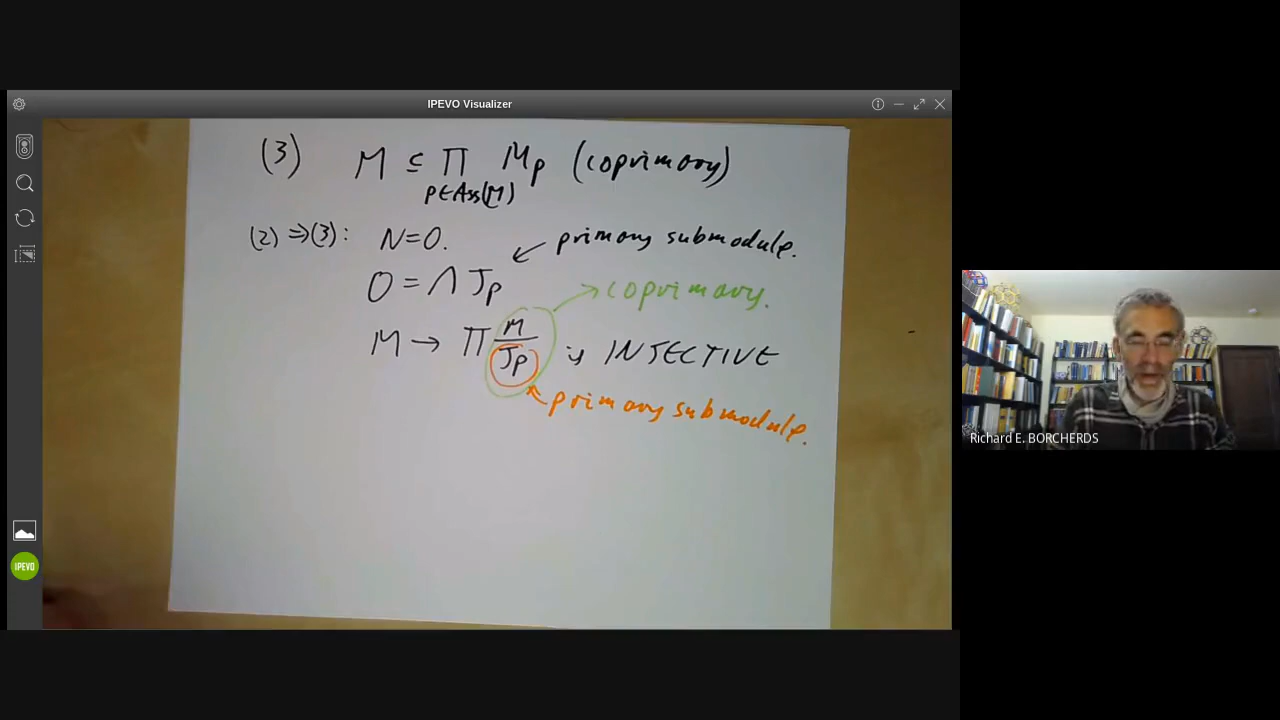 IPEVO Visualizer
(3) M ⊆ Π M_P (coprimary)
P∈Ass(M)
(2) ⇒ (3): N=0.
primary submodule.
0 = ∩ J_P
coprimary.
M → Π M/J_P is INJECTIVE
primary submodule.
IPEVO
Richard E. BORCHERDS